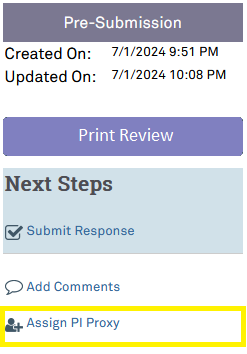 Pre-Submission
Created On: 7/1/2024 9:51 PM
Updated On: 7/1/2024 10:08 PM
Print Review
Next Steps
Submit Response
Add Comments
Assign PI Proxy